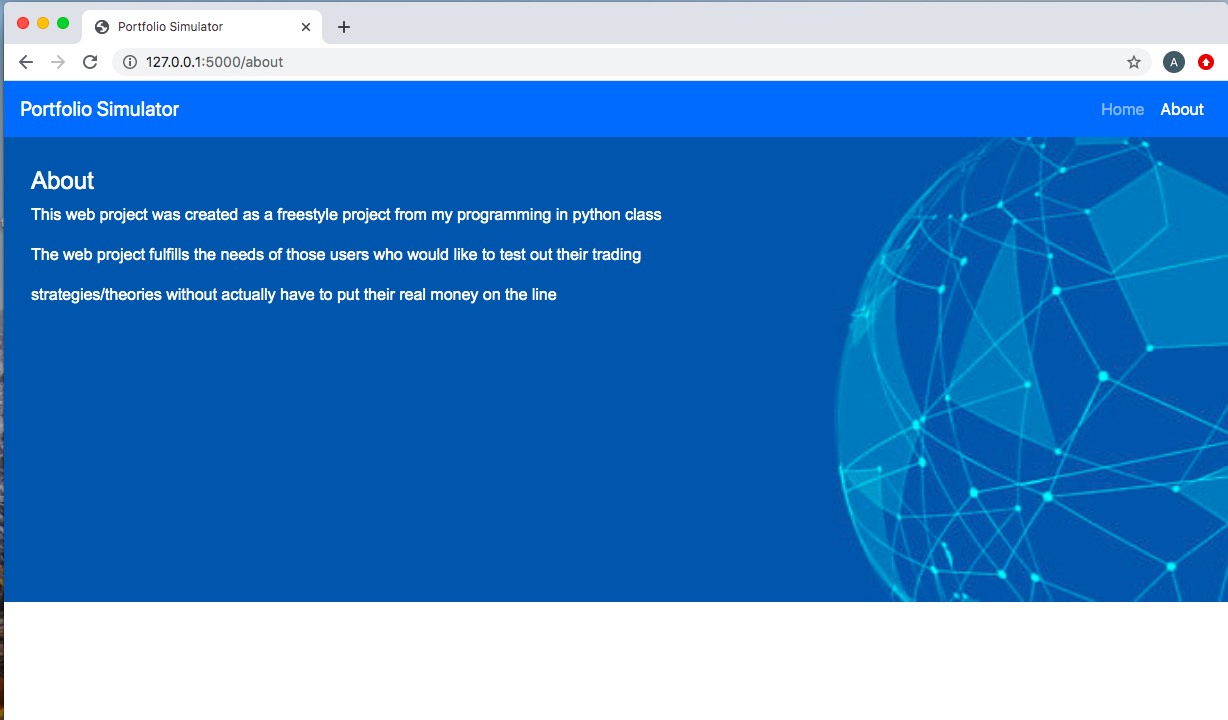 Portfolio Simulator
127.0.0.1:5000/about
A
Portfolio Simulator
Home
About
About
This web project was created as a freestyle project from my programming in python class
The web project fulfills the needs of those users who would like to test out their trading
strategies/theories without actually have to put their real money on the line